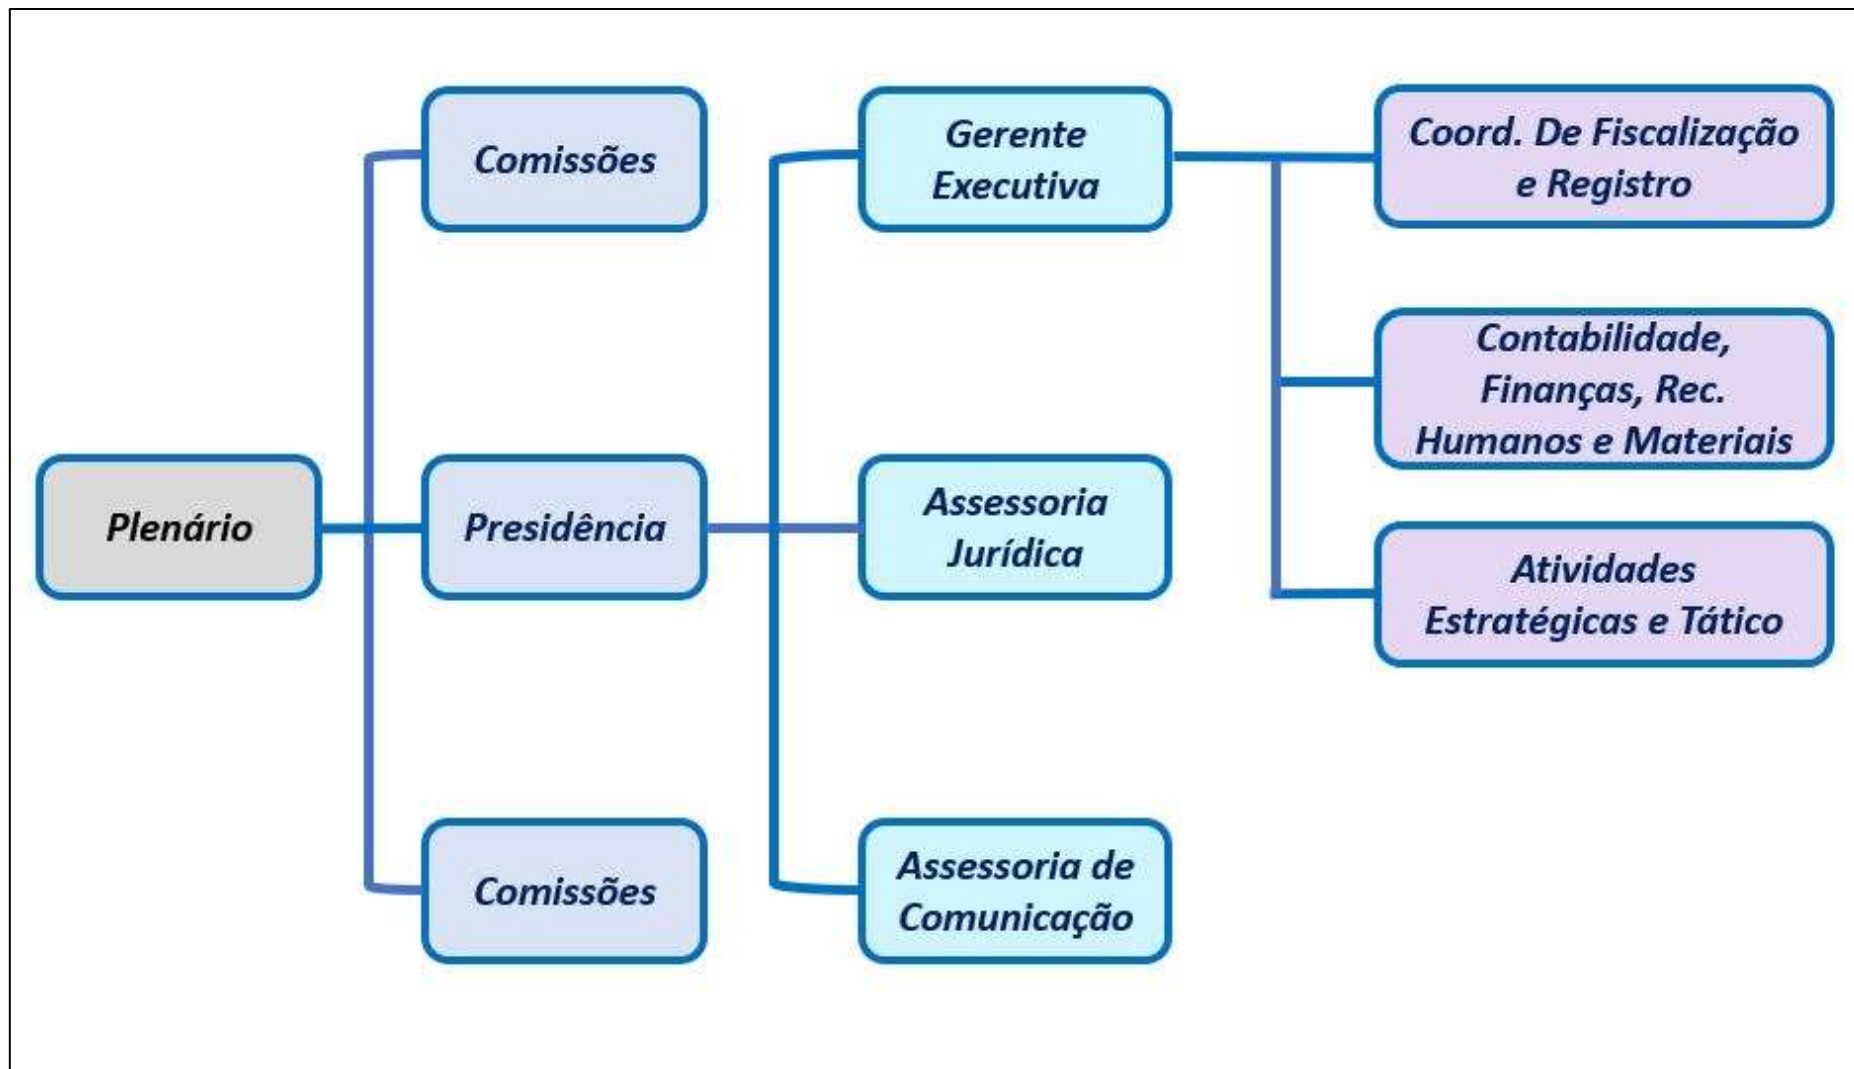 Comissões
Gerente
Executiva
Coord. De Fiscalização
e Registro
Contabilidade,
Finanças, Rec.
Humanos e Materiais
Plenário
Presidência
Assessoria
Jurídica
Atividades
Estratégicas e Tático
Comissões
Assessoria de
Comunicação